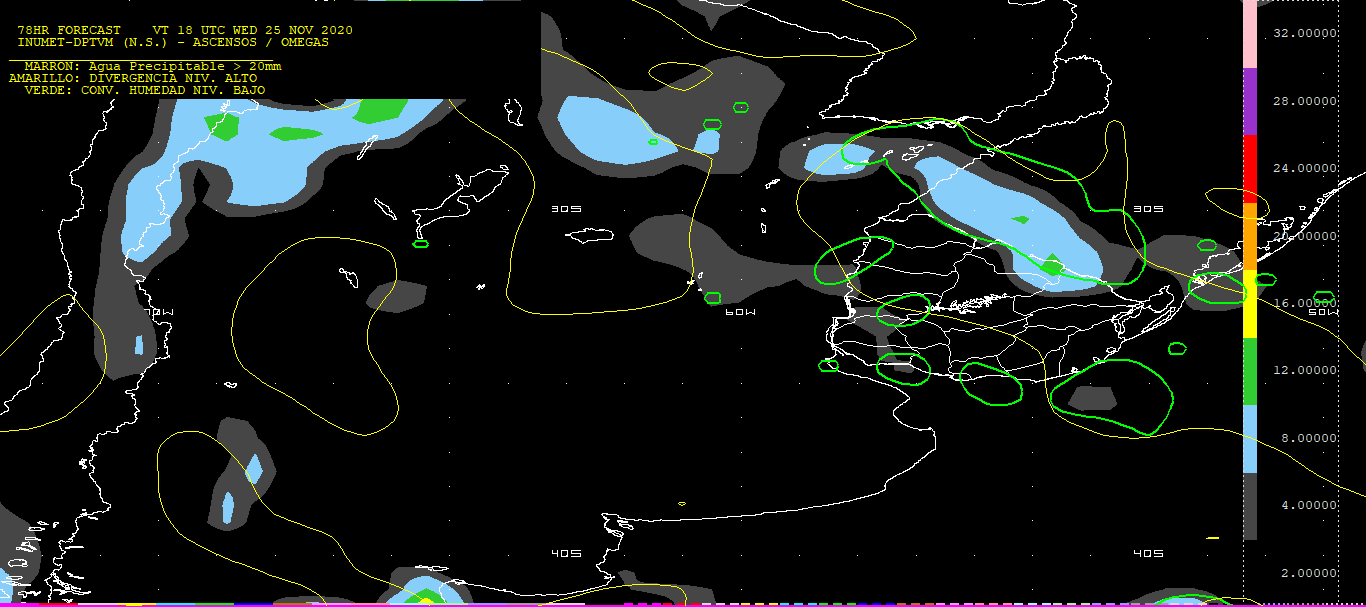 78HR FORECAST    VT 18 UTC WED 25 NOV 2020
INUMET-DPTVM (N.S.) - ASCENSOS / OMEGAS
MARRON: Agua Precipitable > 20mm
AMARILLO: DIVERGENCIA NIV. ALTO
VERDE: CONV. HUMEDAD NIV. BAJO
32.00000
28.00000
24.00000
30S
30S
20.00000
16.00000
70W
60W
50W
12.00000
8.00000
4.00000
40S
40S
2.00000